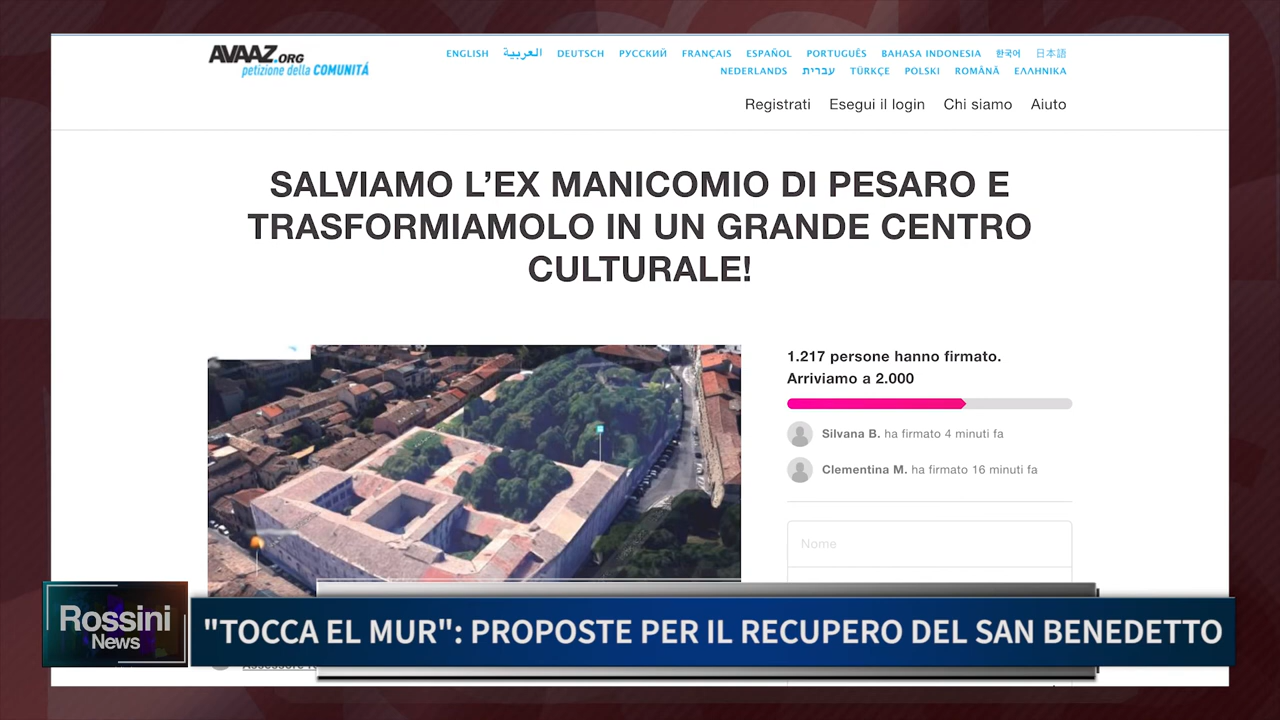 AVAAZ.ORG
petizione della COMUNITÁ
ENGLISH العربية DEUTSCH РУССКИЙ FRANÇAIS ESPAÑOL PORTUGUÊS BAHASA INDONESIA 한국어 日本語
NEDERLANDS עברית TÜRKÇE POLSKI ROMÂNĂ ΕΛΛΗΝΙΚΑ
Registrati Esegui il login Chi siamo Aiuto
SALVIAMO L’EX MANICOMIO DI PESARO E
TRASFORMIAMOLO IN UN GRANDE CENTRO
CULTURALE!
1.217 persone hanno firmato.
Arriviamo a 2.000
Silvana B. ha firmato 4 minuti fa
Clementina M. ha firmato 16 minuti fa
Nome
Rossini
News
"TOCCA EL MUR": PROPOSTE PER IL RECUPERO DEL SAN BENEDETTO